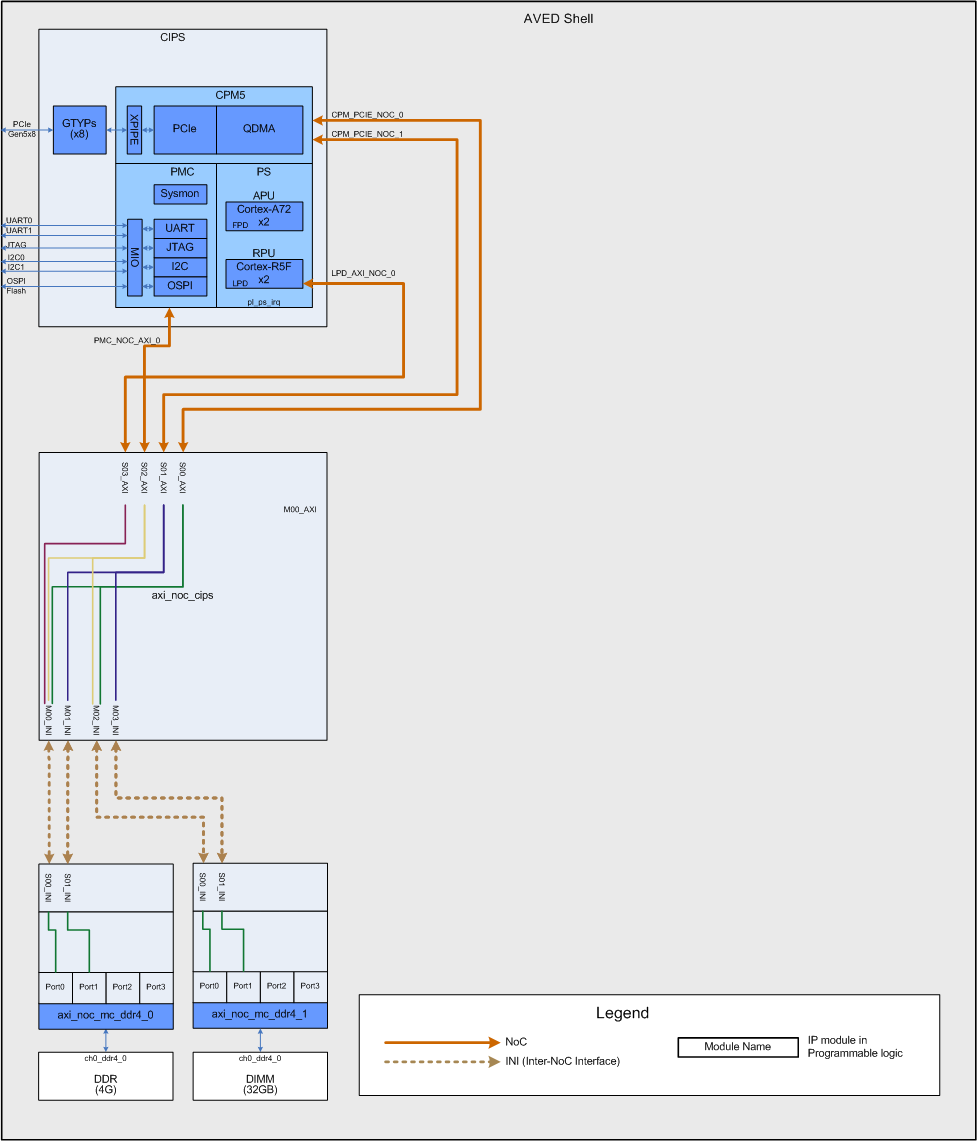 AVED Shell
CIPS
CPM5
GTYPs
(x8)
XPIPE
PCIe
QDMA
PCIe
Gen5x8
CPM_PCIE_NOC_0
CPM_PCIE_NOC_1
PMC
PS
Sysmon
APU
Cortex-A72
x2
FPD
UART0
UART1
JTAG
I2C0
I2C1
OSPI
Flash
MIO
UART
JTAG
I2C
OSPI
RPU
Cortex-R5F
x2
LPD
pl_ps_irq
LPD_AXI_NOC_0
PMC_NOC_AXI_0
S03_AXI
S02_AXI
S01_AXI
S00_AXI
M00_AXI
axi_noc_cips
M00_INI
M01_INI
M02_INI
M03_INI
S00_INI
S01_INI
S00_INI
S01_INI
Port0
Port1
Port2
Port3
Port0
Port1
Port2
Port3
axi_noc_mc_ddr4_0
axi_noc_mc_ddr4_1
ch0_ddr4_0
DDR
(4G)
ch0_ddr4_0
DIMM
(32GB)
Legend
NoC
INI (Inter-NoC Interface)
Module Name
IP module in
Programmable logic